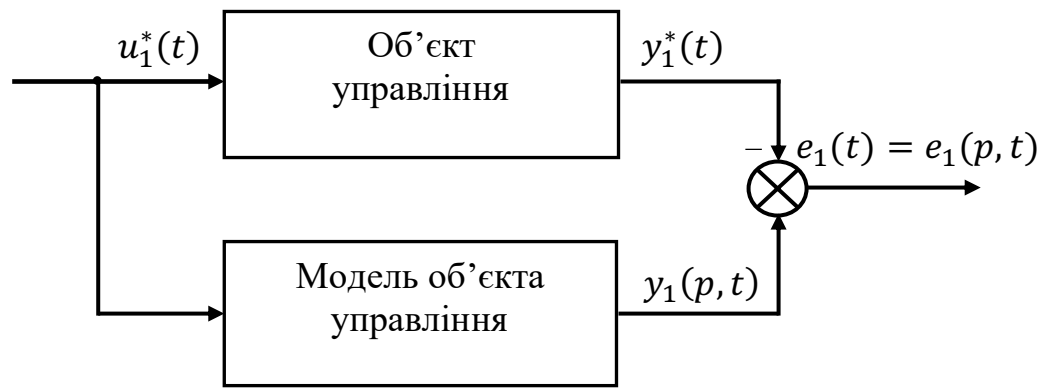 u₁*(t)
Об’єкт
управління
y₁*(t)
–
e₁(t) = e₁(p, t)
Модель об’єкта
управління
y₁(p, t)